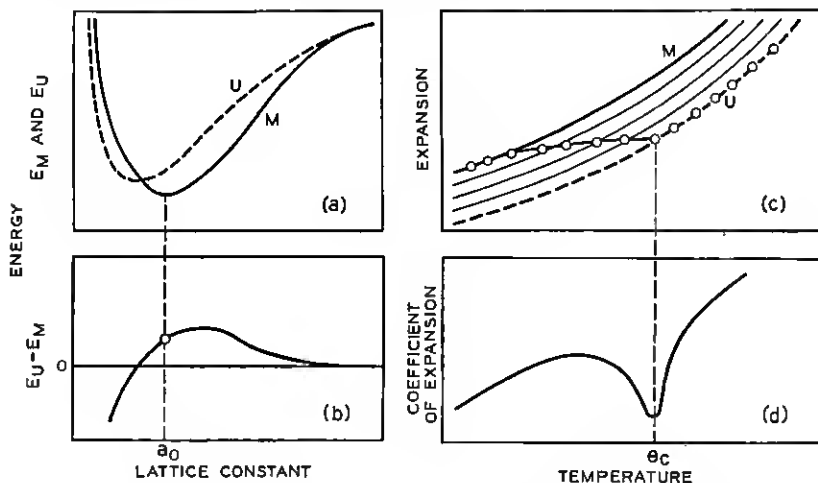 ENERGY
E_M AND E_U
U
M
(a)
E_U-E_M
0
(b)
a_0
LATTICE CONSTANT
EXPANSION
M
U
(c)
COEFFICIENT
OF EXPANSION
(d)
θ_C
TEMPERATURE